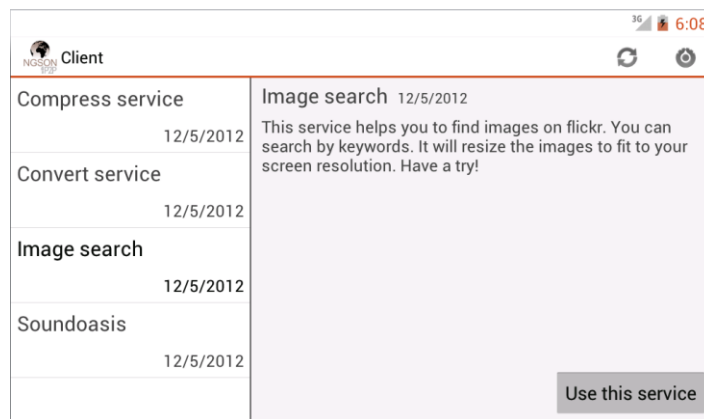 3G 6:08
NGSON Client
Compress service
12/5/2012
Convert service
12/5/2012
Image search
12/5/2012
Soundoasis
12/5/2012
Image search 12/5/2012
This service helps you to find images on flickr. You can
search by keywords. It will resize the images to fit to your
screen resolution. Have a try!
Use this service